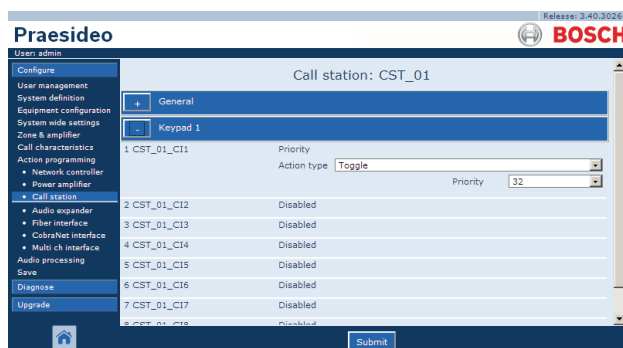 Release: 3.40.3026
Praesideo
BOSCH
User: admin
Configure
User management
System definition
Equipment configuration
System wide settings
Zone & amplifier
Call characteristics
Action programming
• Network controller
• Power amplifier
• Call station
• Audio expander
• Fiber interface
• CobraNet interface
• Multi ch interface
Audio processing
Save
Diagnose
Upgrade
Call station: CST_01
+ General
- Keypad 1
1 CST_01_CI1 Priority
Action type Toggle
Priority 32
2 CST_01_CI2 Disabled
3 CST_01_CI3 Disabled
4 CST_01_CI4 Disabled
5 CST_01_CI5 Disabled
6 CST_01_CI6 Disabled
7 CST_01_CI7 Disabled
8 CST_01_CI8 Disabled
Submit